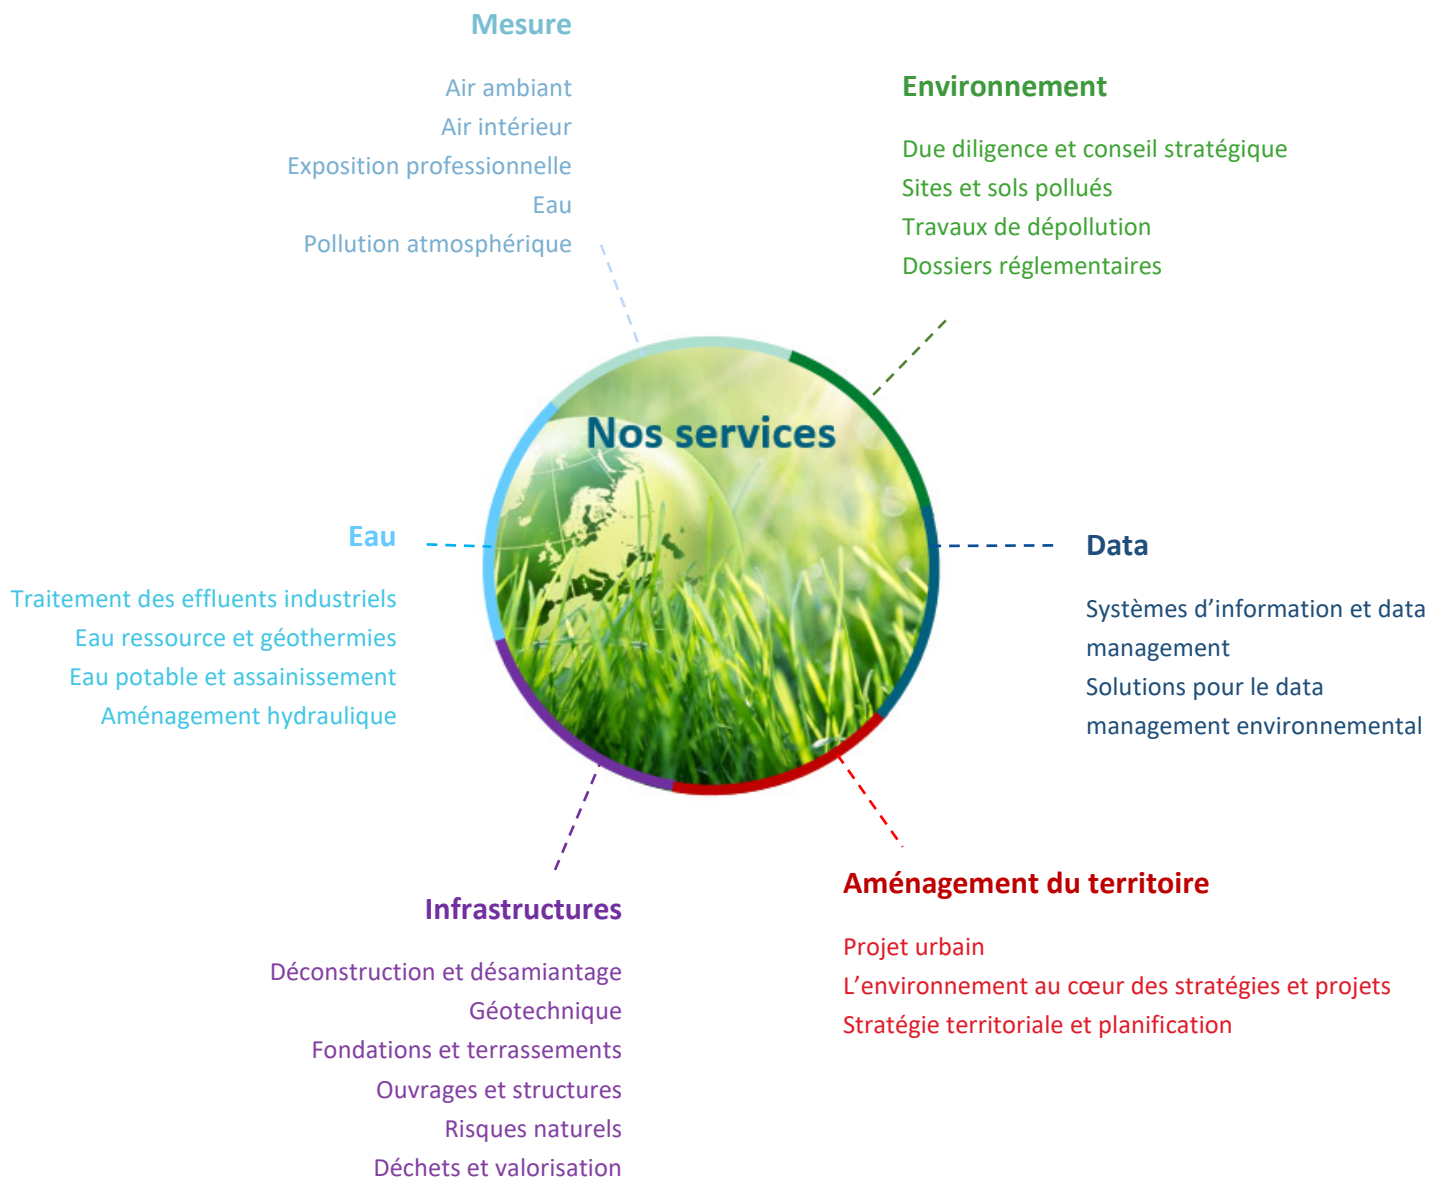 Mesure
Air ambiant
Air intérieur
Exposition professionnelle
Eau
Pollution atmosphérique
Environnement
Due diligence et conseil stratégique
Sites et sols pollués
Travaux de dépollution
Dossiers réglementaires
Nos services
Eau
Traitement des effluents industriels
Eau ressource et géothermies
Eau potable et assainissement
Aménagement hydraulique
Data
Systèmes d’information et data
management
Solutions pour le data
management environnemental
Infrastructures
Déconstruction et désamiantage
Géotechnique
Fondations et terrassements
Ouvrages et structures
Risques naturels
Déchets et valorisation
Aménagement du territoire
Projet urbain
L’environnement au cœur des stratégies et projets
Stratégie territoriale et planification